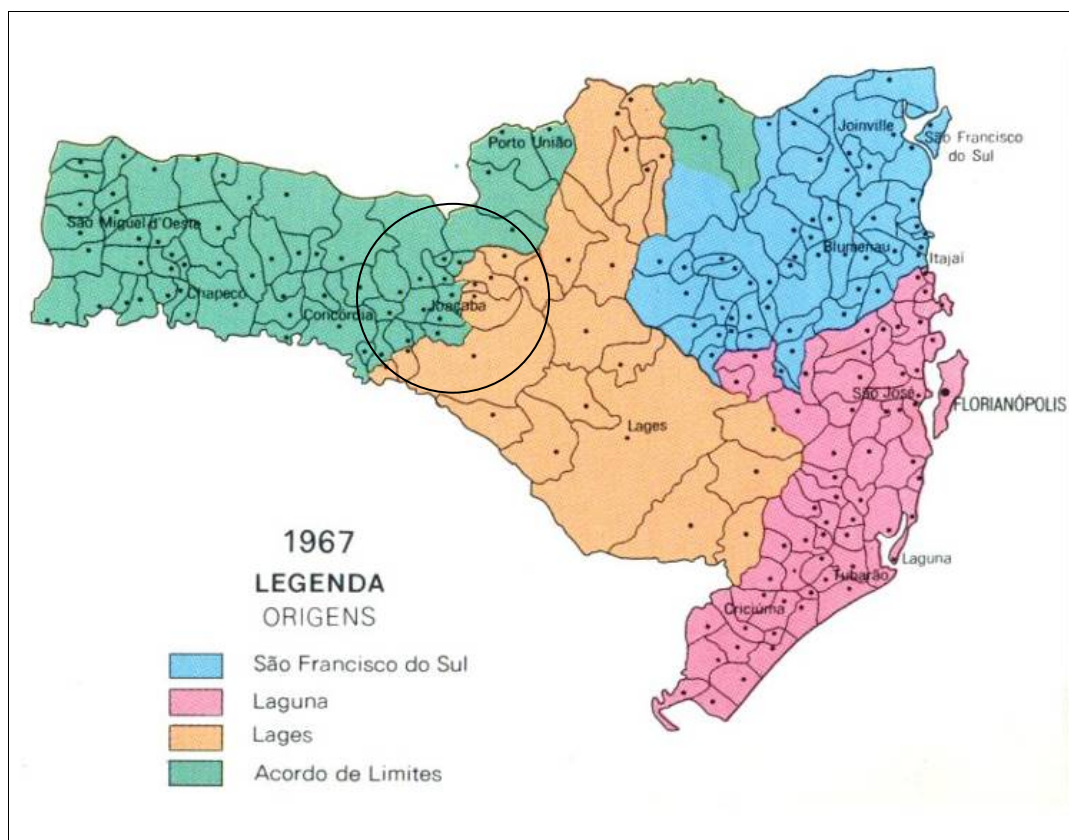 Joinville
Porto União
São Francisco
do Sul
São Miguel d'Oeste
Blumenau
Itajaí
Chapecó
Joaçaba
Concórdia
São José
FLORIANÓPOLIS
Lages
1967
LEGENDA
ORIGENS
Laguna
Tubarão
Criciúma
São Francisco do Sul
Laguna
Lages
Acordo de Limites